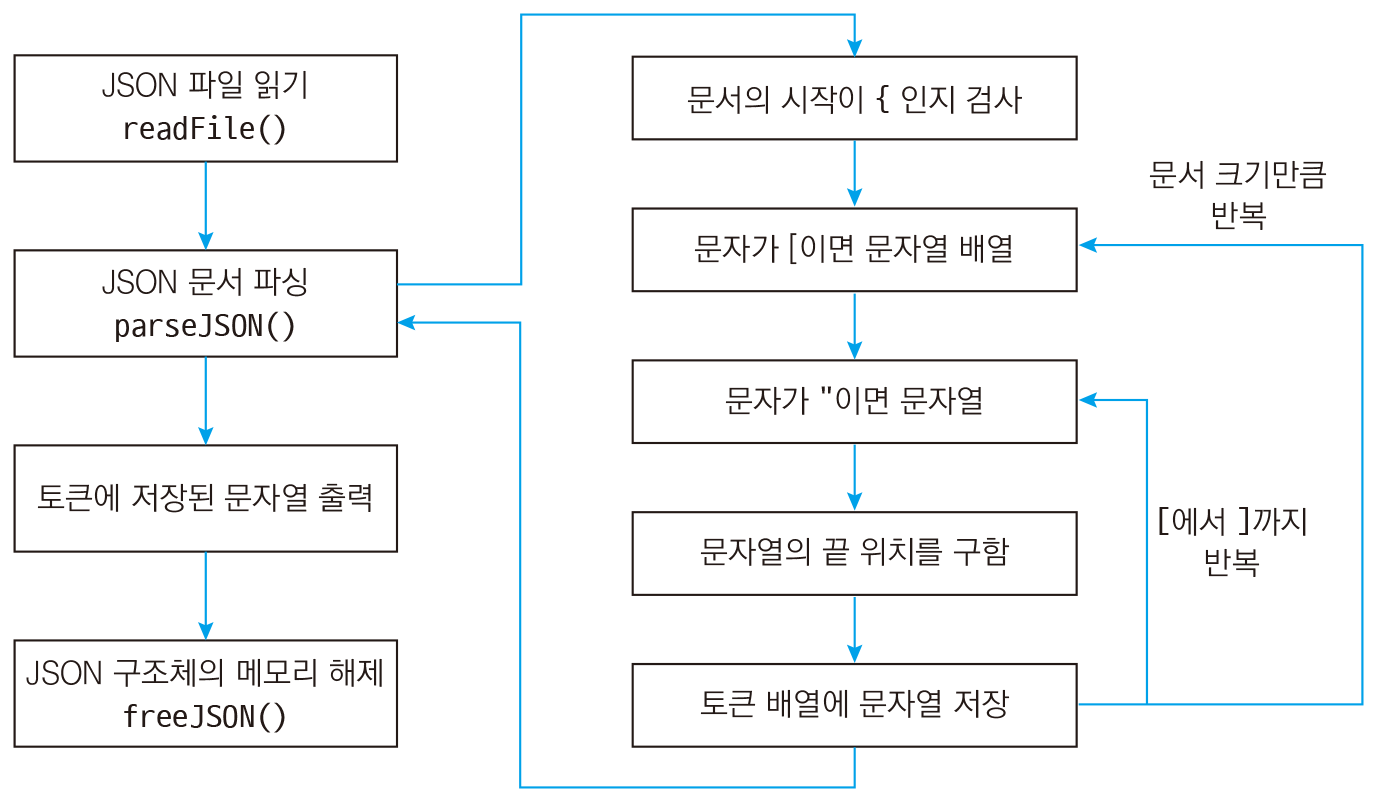 JSON 파일 읽기
readFile()
JSON 문서 파싱
parseJSON()
토큰에 저장된 문자열 출력
JSON 구조체의 메모리 해제
freeJSON()
문서의 시작이 { 인지 검사
문자가 [이면 문자열 배열
문자가 "이면 문자열
문자열의 끝 위치를 구함
토큰 배열에 문자열 저장
문서 크기만큼
반복
[에서 ]까지
반복